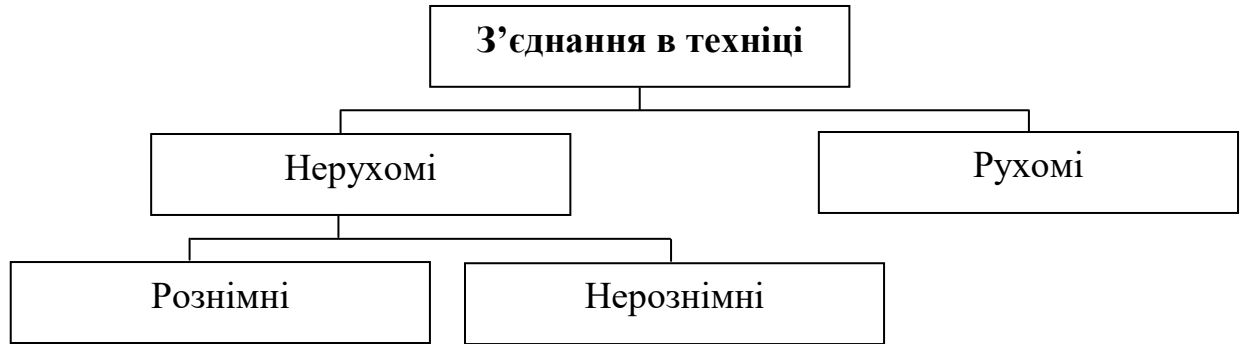 З’єднання в техніці
Нерухомі
Рухомі
Рознімні
Нерознімні